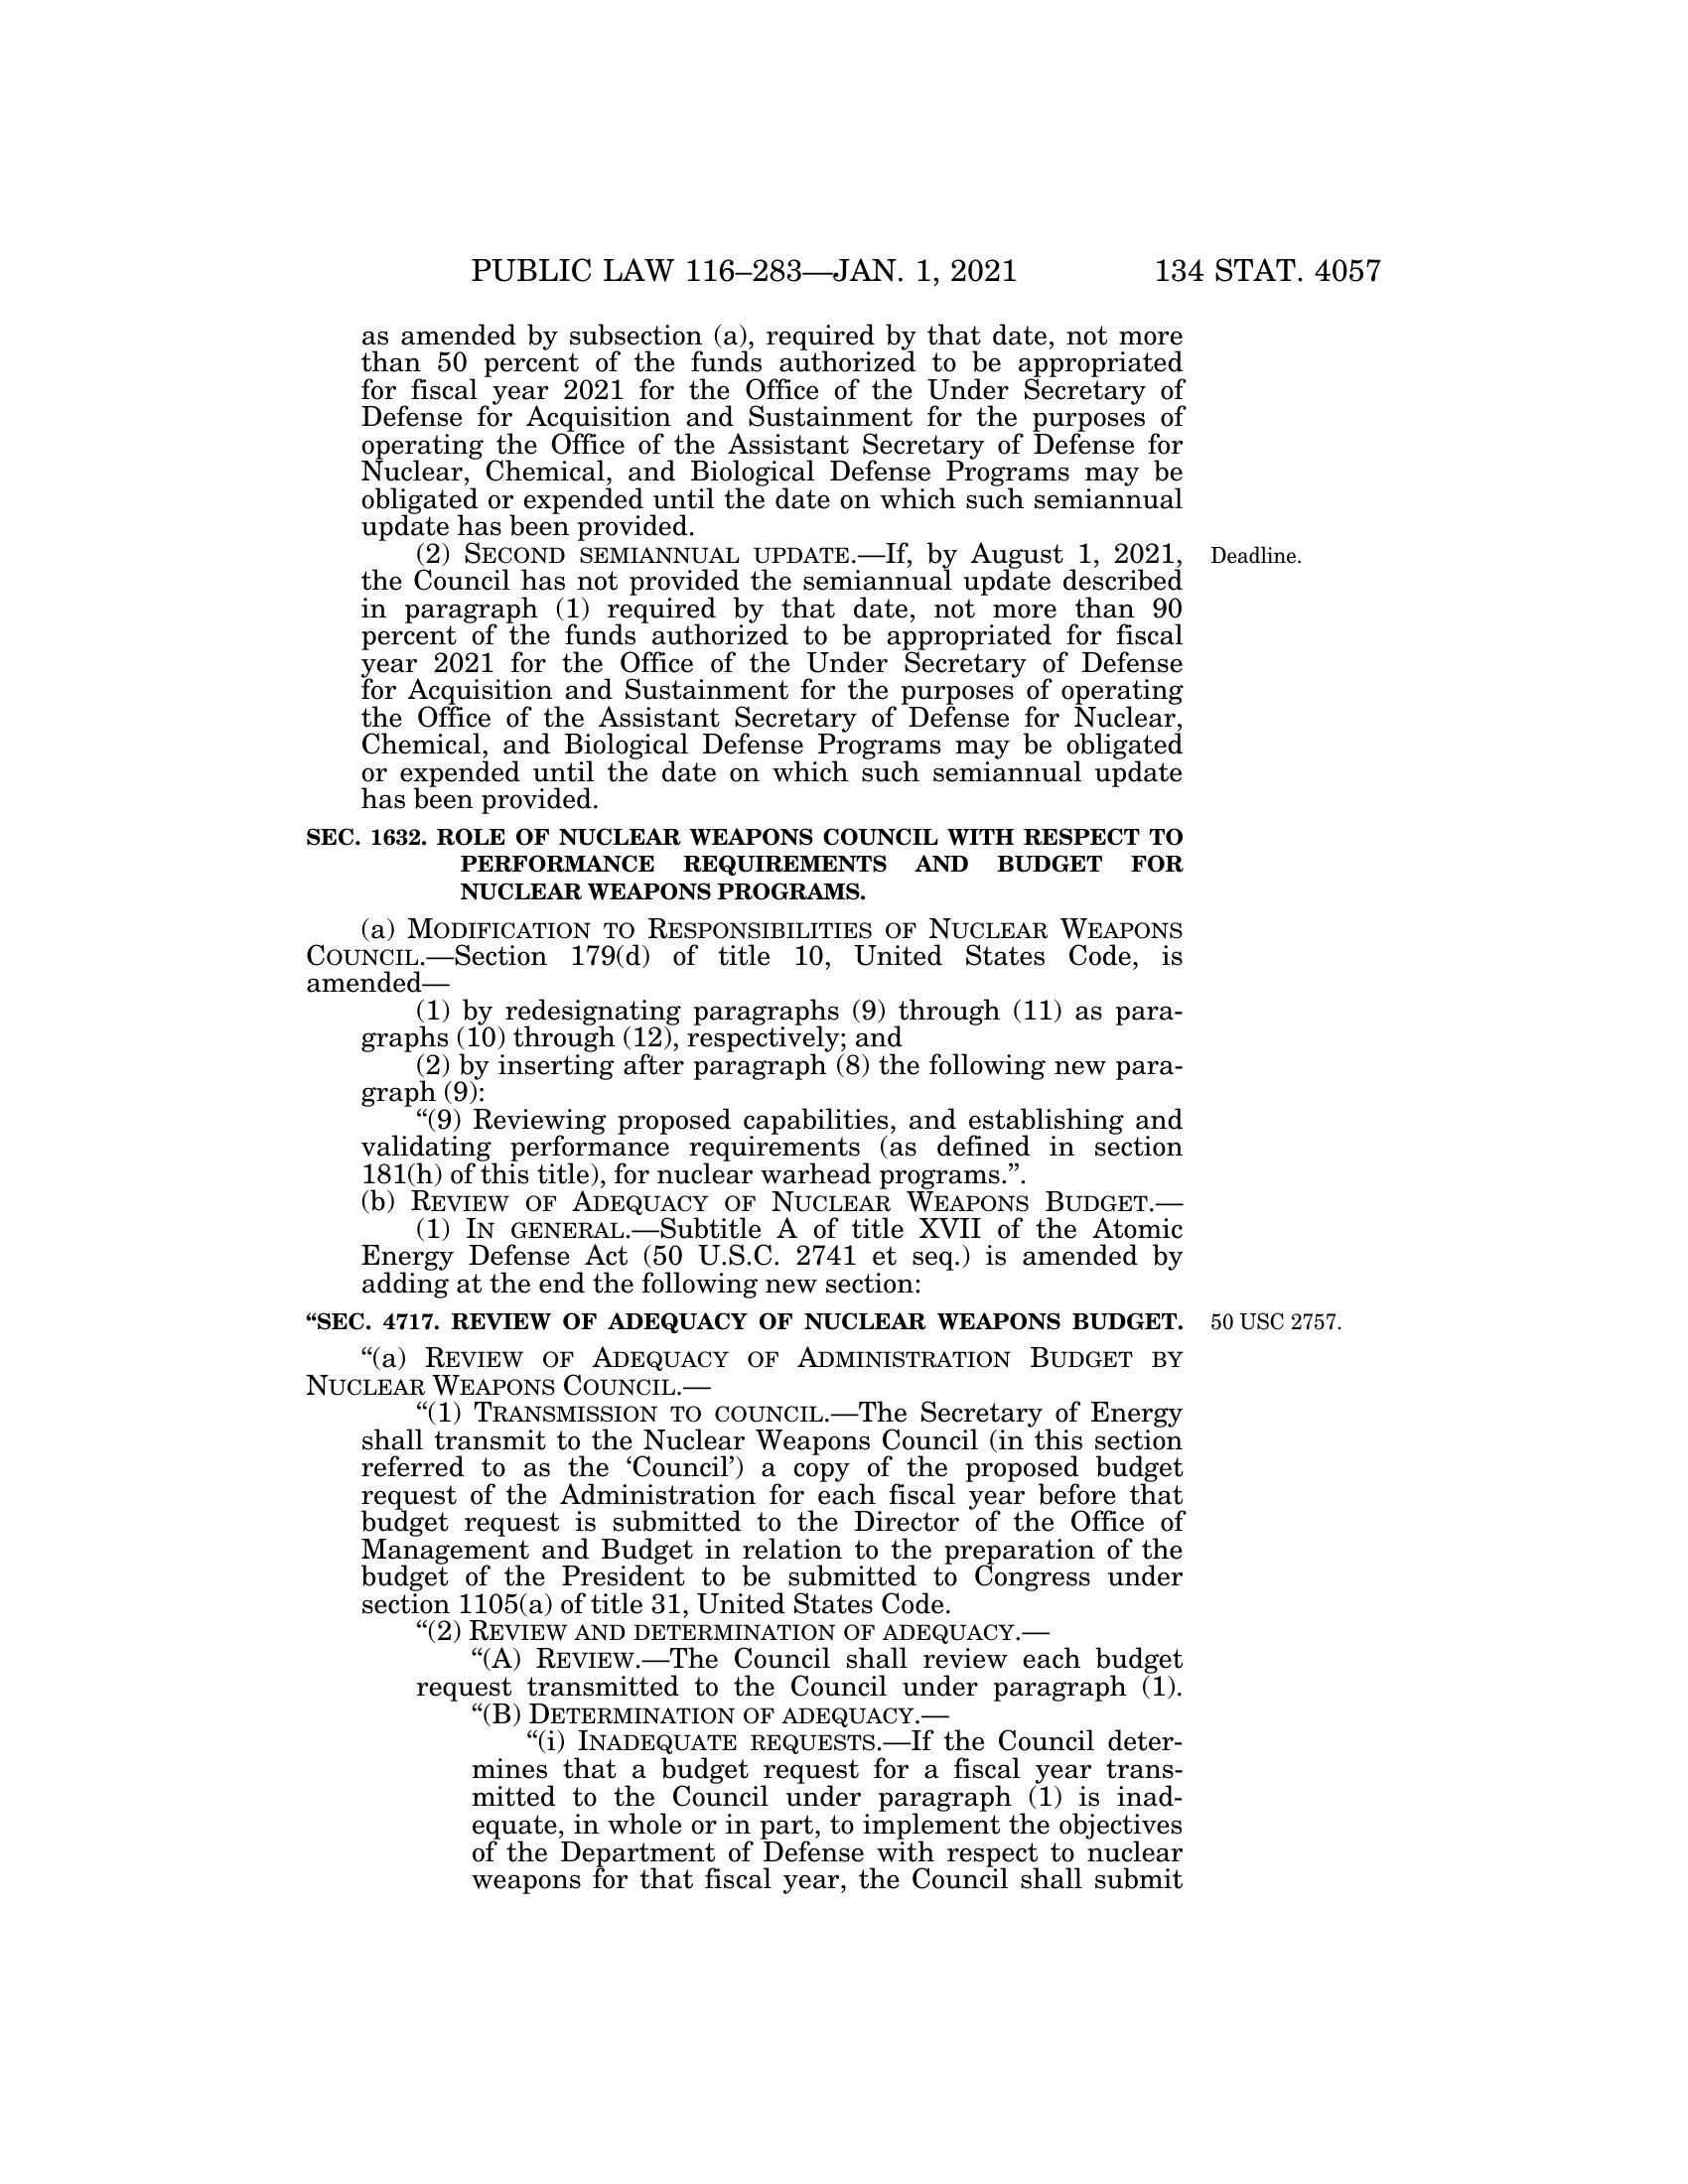 PUBLIC LAW 116–283—JAN. 1, 2021
134 STAT. 4057
as amended by subsection (a), required by that date, not more
than 50 percent of the funds authorized to be appropriated
for fiscal year 2021 for the Office of the Under Secretary of
Defense for Acquisition and Sustainment for the purposes of
operating the Office of the Assistant Secretary of Defense for
Nuclear, Chemical, and Biological Defense Programs may be
obligated or expended until the date on which such semiannual
update has been provided.
(2) SECOND SEMIANNUAL UPDATE.—If, by August 1, 2021,
Deadline.
the Council has not provided the semiannual update described
in paragraph (1) required by that date, not more than 90
percent of the funds authorized to be appropriated for fiscal
year 2021 for the Office of the Under Secretary of Defense
for Acquisition and Sustainment for the purposes of operating
the Office of the Assistant Secretary of Defense for Nuclear,
Chemical, and Biological Defense Programs may be obligated
or expended until the date on which such semiannual update
has been provided.
SEC. 1632. ROLE OF NUCLEAR WEAPONS COUNCIL WITH RESPECT TO
PERFORMANCE REQUIREMENTS AND BUDGET FOR
NUCLEAR WEAPONS PROGRAMS.
(a) MODIFICATION TO RESPONSIBILITIES OF NUCLEAR WEAPONS
COUNCIL.—Section 179(d) of title 10, United States Code, is
amended—
(1) by redesignating paragraphs (9) through (11) as para-
graphs (10) through (12), respectively; and
(2) by inserting after paragraph (8) the following new para-
graph (9):
“(9) Reviewing proposed capabilities, and establishing and
validating performance requirements (as defined in section
181(h) of this title), for nuclear warhead programs.”.
(b) REVIEW OF ADEQUACY OF NUCLEAR WEAPONS BUDGET.—
(1) IN GENERAL.—Subtitle A of title XVII of the Atomic
Energy Defense Act (50 U.S.C. 2741 et seq.) is amended by
adding at the end the following new section:
“SEC. 4717. REVIEW OF ADEQUACY OF NUCLEAR WEAPONS BUDGET.
50 USC 2757.
“(a) REVIEW OF ADEQUACY OF ADMINISTRATION BUDGET BY
NUCLEAR WEAPONS COUNCIL.—
“(1) TRANSMISSION TO COUNCIL.—The Secretary of Energy
shall transmit to the Nuclear Weapons Council (in this section
referred to as the ‘Council’) a copy of the proposed budget
request of the Administration for each fiscal year before that
budget request is submitted to the Director of the Office of
Management and Budget in relation to the preparation of the
budget of the President to be submitted to Congress under
section 1105(a) of title 31, United States Code.
“(2) REVIEW AND DETERMINATION OF ADEQUACY.—
“(A) REVIEW.—The Council shall review each budget
request transmitted to the Council under paragraph (1).
“(B) DETERMINATION OF ADEQUACY.—
“(i) INADEQUATE REQUESTS.—If the Council deter-
mines that a budget request for a fiscal year trans-
mitted to the Council under paragraph (1) is inad-
equate, in whole or in part, to implement the objectives
of the Department of Defense with respect to nuclear
weapons for that fiscal year, the Council shall submit